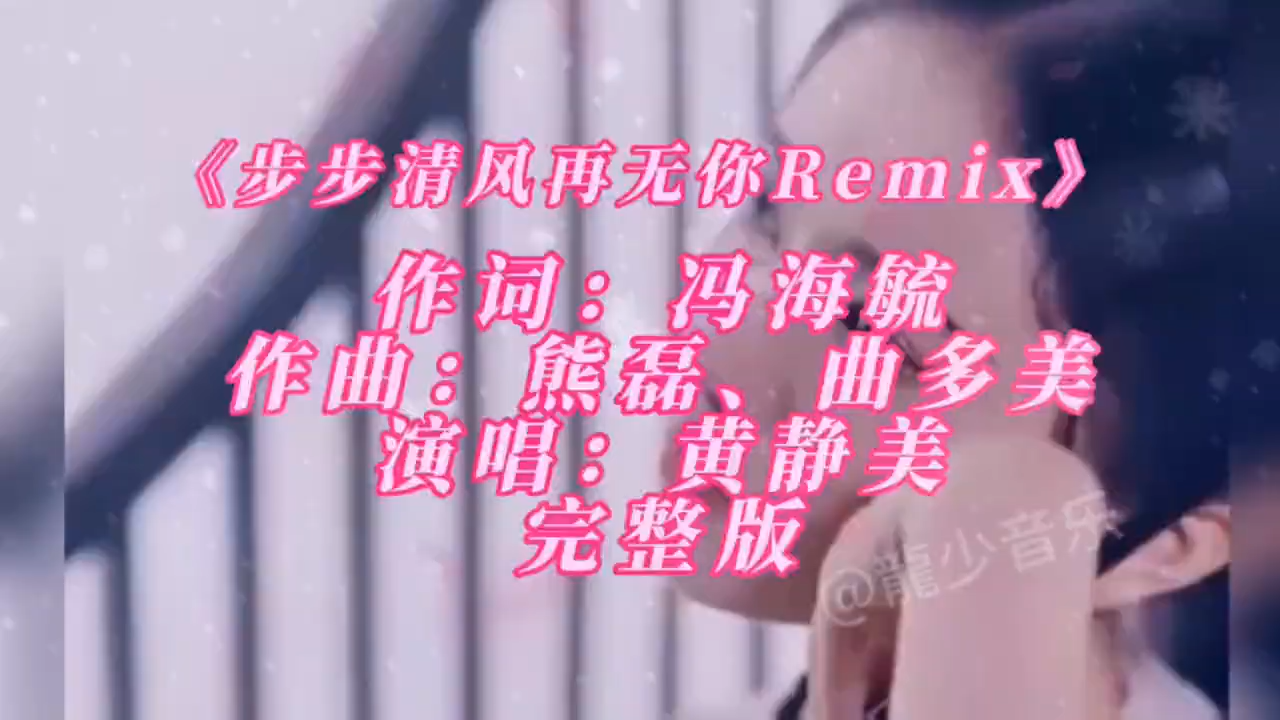 《步步清风再无你Remix》
作词：冯海毓
作曲：熊磊、曲多美
演唱：黄静美
完整版
@龍少音乐